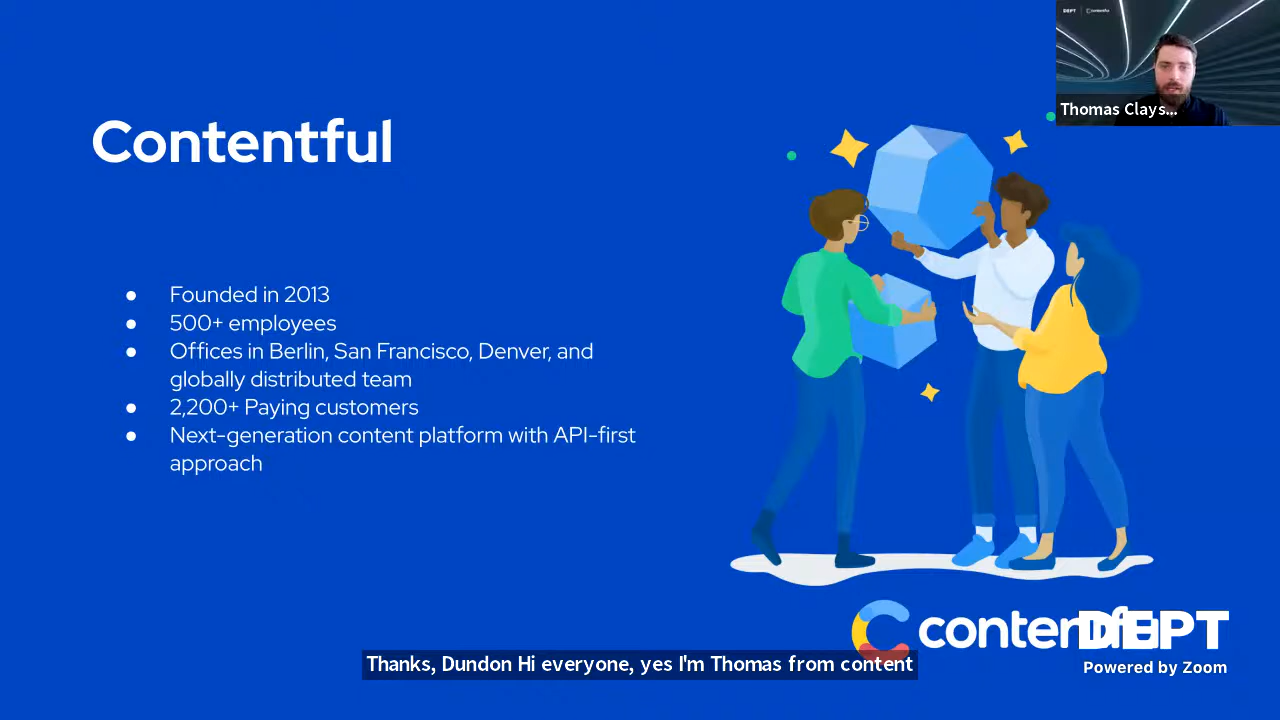 DEPT
contentful
Thomas Clays...
Contentful
● Founded in 2013
● 500+ employees
● Offices in Berlin, San Francisco, Denver, and
globally distributed team
● 2,200+ Paying customers
● Next-generation content platform with API-first
approach
contentful
DEPT
Thanks, Dundon Hi everyone, yes I'm Thomas from content
Powered by Zoom